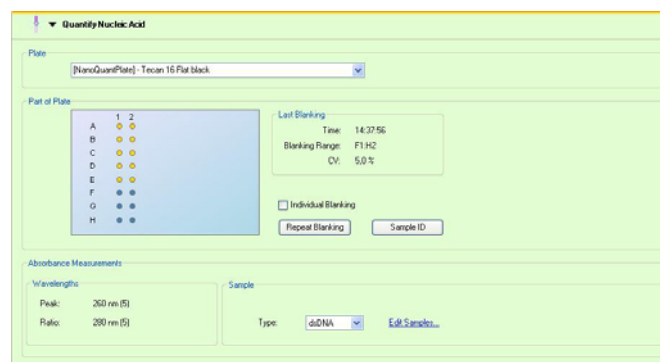 Quantify Nucleic Acid
Plate
[NanoQuantPlate] - Tecan 16 Flat black
Part of Plate
1 2
A
B
C
D
E
F
G
H
Last Blanking
Time: 14:37:56
Blanking Range: F1:H2
CV: 5,0 %
Individual Blanking
Repeat Blanking Sample ID
Absorbance Measurements
Wavelengths
Peak: 260 nm (5)
Ratio: 280 nm (5)
Sample
Type: dsDNA Edit Samples...